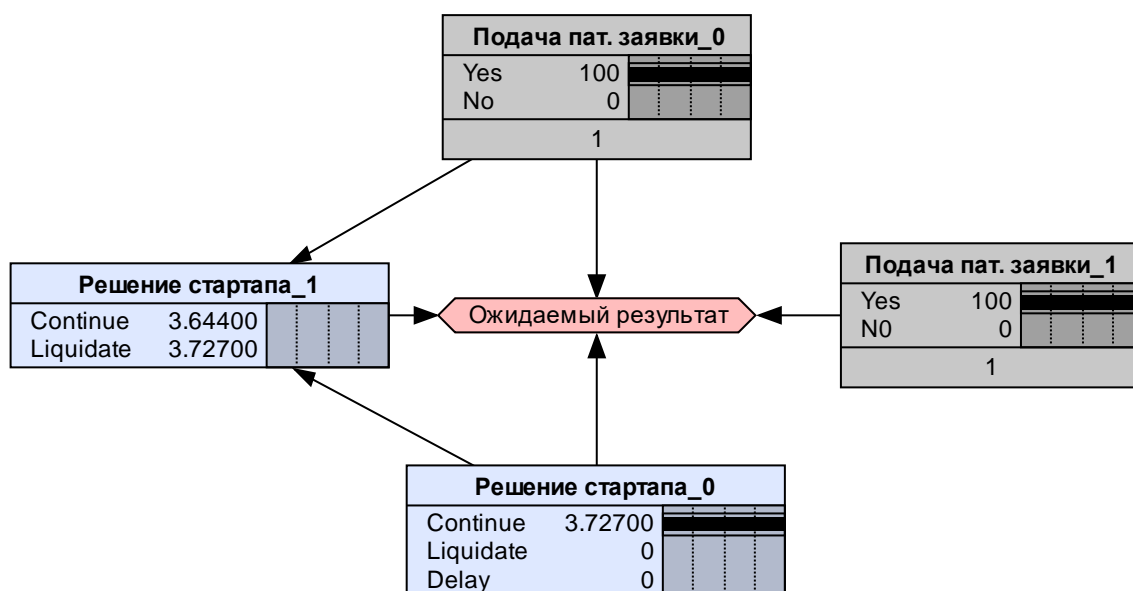 Подача пат. заявки_0
Yes 100
No 0
1
Решение стартапа_1
Continue 3.64400
Liquidate 3.72700
Ожидаемый результат
Подача пат. заявки_1
Yes 100
N0 0
1
Решение стартапа_0
Continue 3.72700
Liquidate 0
Delay 0